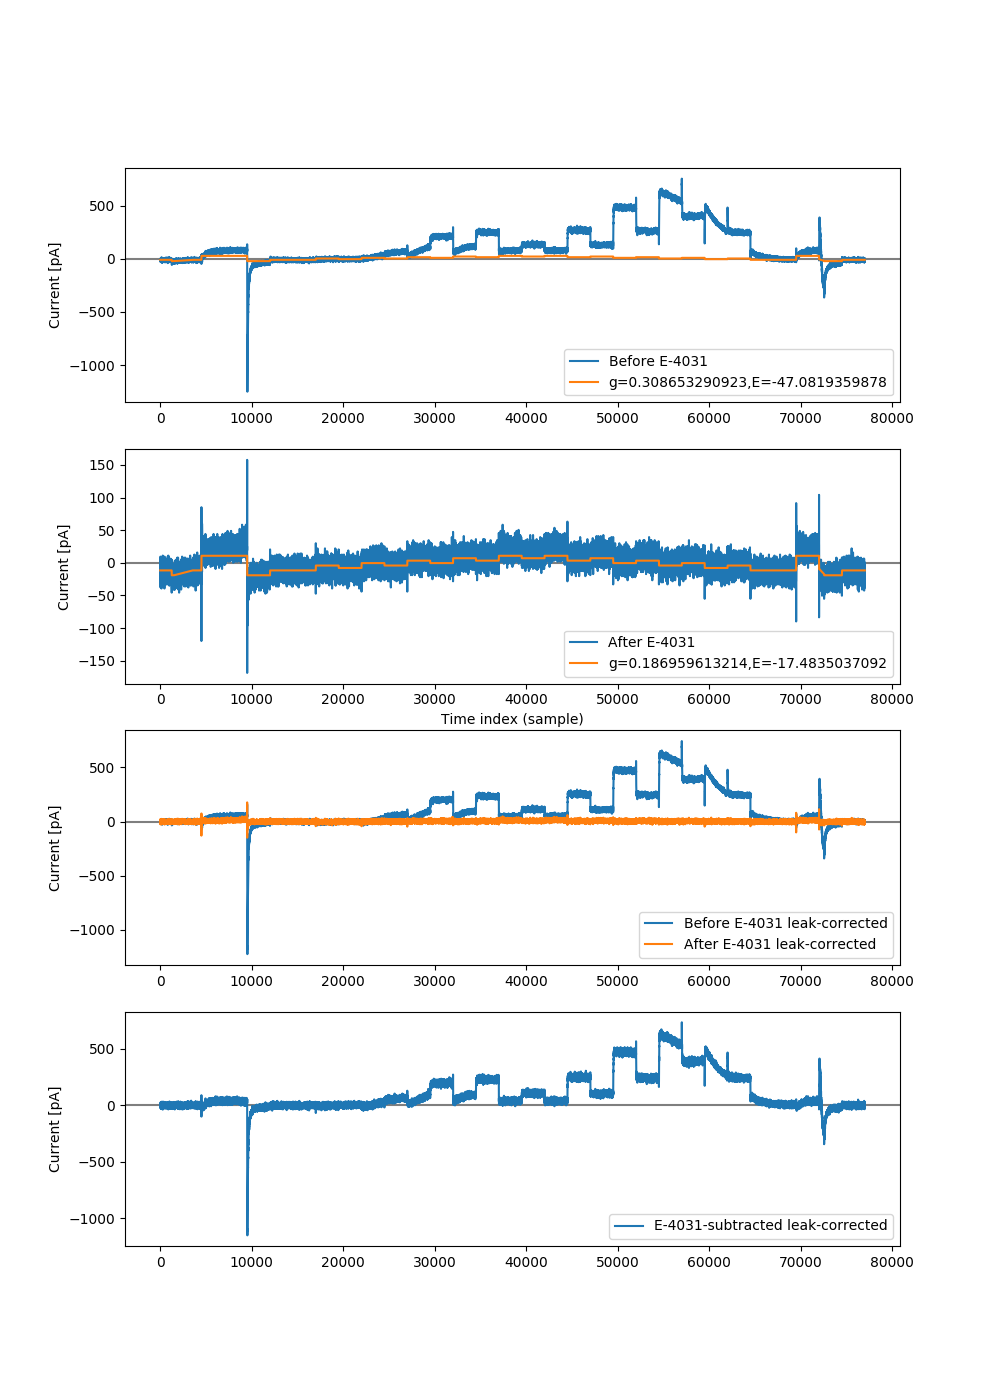 500
0
−500
−1000
Current [pA]
Before E-4031
g=0.308653290923,E=-47.0819359878
0 10000 20000 30000 40000 50000 60000 70000 80000
150
100
50
0
−50
−100
−150
Current [pA]
After E-4031
g=0.186959613214,E=-17.4835037092
0 10000 20000 30000 40000 50000 60000 70000 80000
Time index (sample)
500
0
−500
−1000
Current [pA]
Before E-4031 leak-corrected
After E-4031 leak-corrected
0 10000 20000 30000 40000 50000 60000 70000 80000
500
0
−500
−1000
Current [pA]
E-4031-subtracted leak-corrected
0 10000 20000 30000 40000 50000 60000 70000 80000